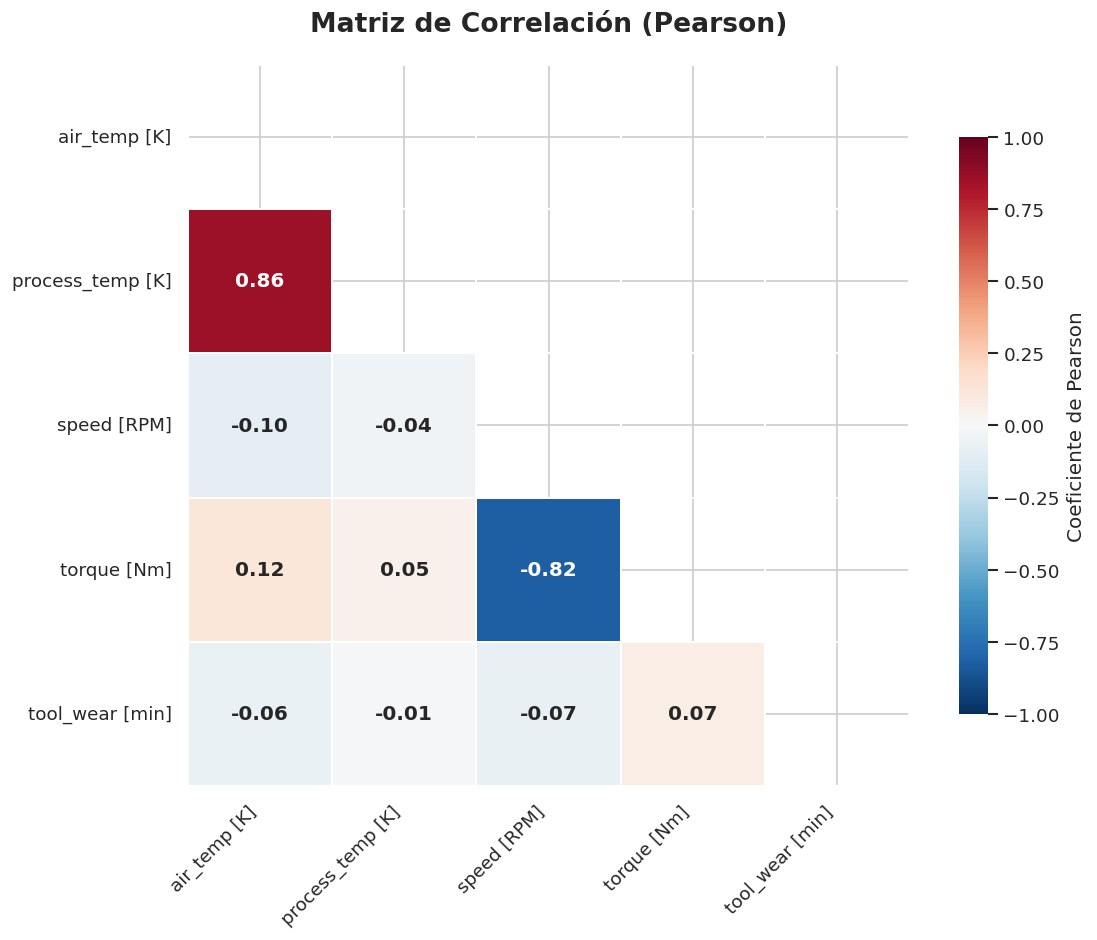 Matriz de Correlación (Pearson)
air_temp [K]
process_temp [K]
0.86
speed [RPM]
-0.10
-0.04
torque [Nm]
0.12
0.05
-0.82
tool_wear [min]
-0.06
-0.01
-0.07
0.07
air_temp [K]
process_temp [K]
speed [RPM]
torque [Nm]
tool_wear [min]
1.00
0.75
0.50
0.25
0.00
−0.25
−0.50
−0.75
−1.00
Coeficiente de Pearson